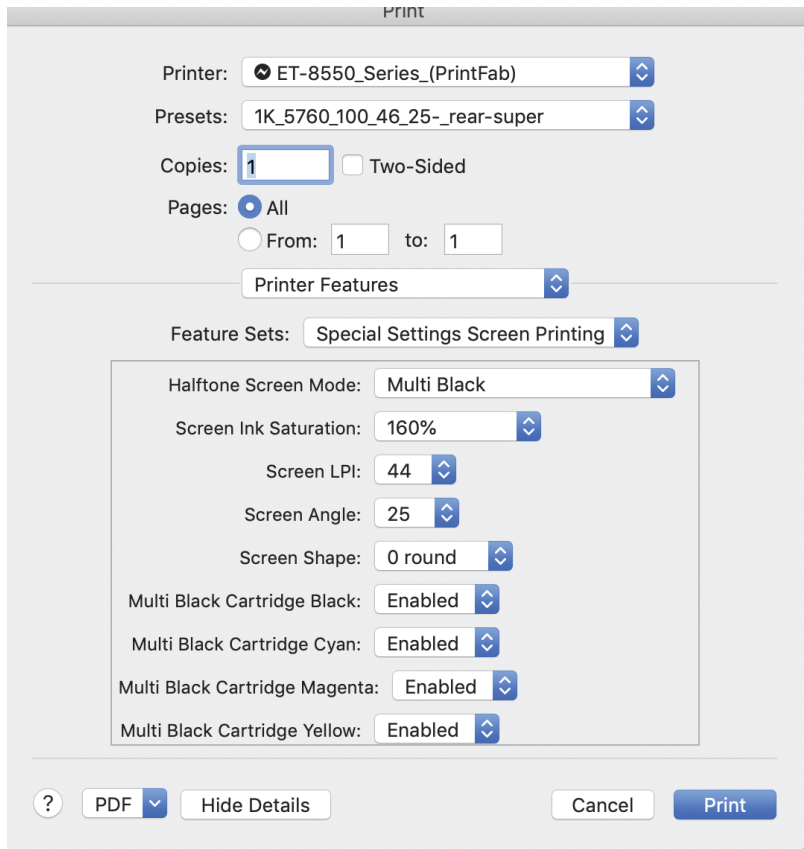 Print
Printer: ET-8550_Series_(PrintFab)
Presets: 1K_5760_100_46_25-_rear-super
Copies: 1 Two-Sided
Pages: All
From: 1 to: 1
Printer Features
Feature Sets: Special Settings Screen Printing
Halftone Screen Mode: Multi Black
Screen Ink Saturation: 160%
Screen LPI: 44
Screen Angle: 25
Screen Shape: 0 round
Multi Black Cartridge Black: Enabled
Multi Black Cartridge Cyan: Enabled
Multi Black Cartridge Magenta: Enabled
Multi Black Cartridge Yellow: Enabled
? PDF Hide Details Cancel Print